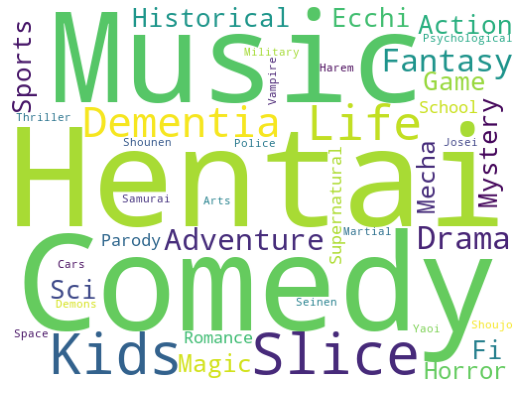 Historical Ecchi Action
Music
Sports
Psychological
Military
Fantasy
Harem
Vampire
Game
School
Thriller
Dementia Life
Shounen Police Josei
Mystery
Hentai
Mecha
Supernatural
Samurai Arts
Martial
Parody Adventure Drama
Comedy
Cars
Sci
Demons Seinen
Space Yaoi Shoujo
Kids Slice
Romance
Fi
Magic Horror